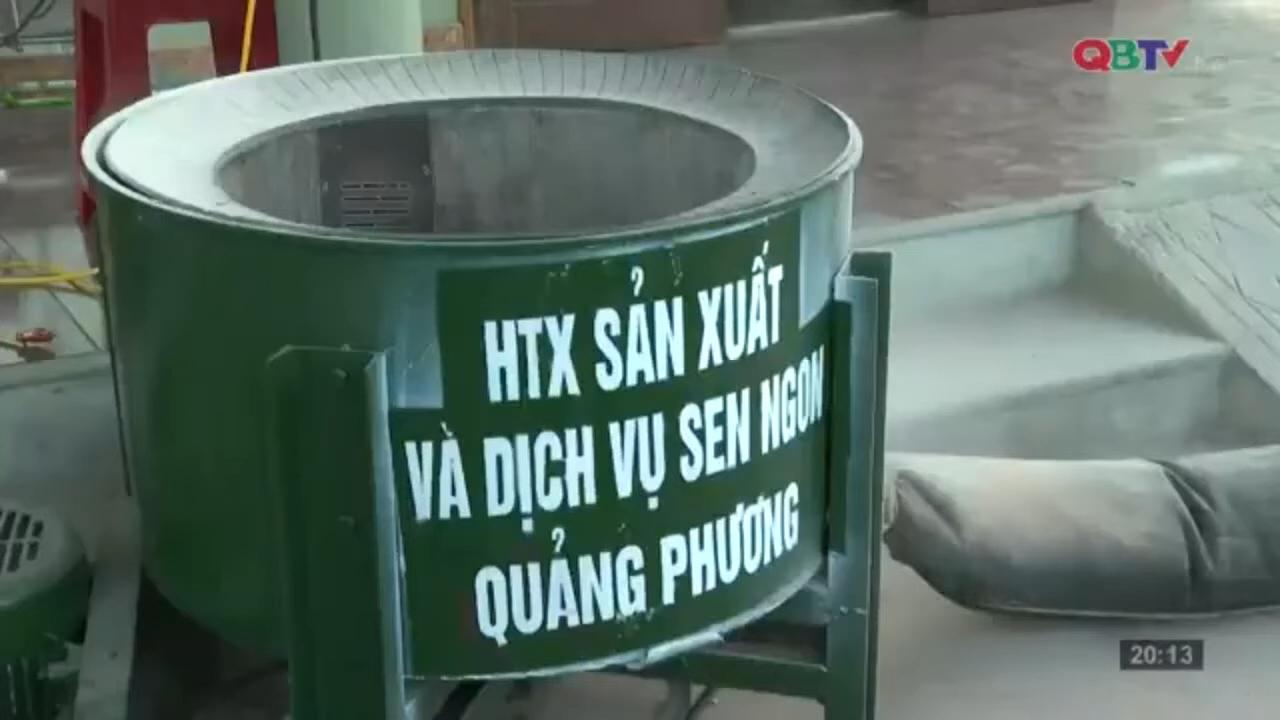 QBTV
HTX SẢN XUẤT
VÀ DỊCH VỤ SEN NGON
QUẢNG PHƯƠNG
20:13